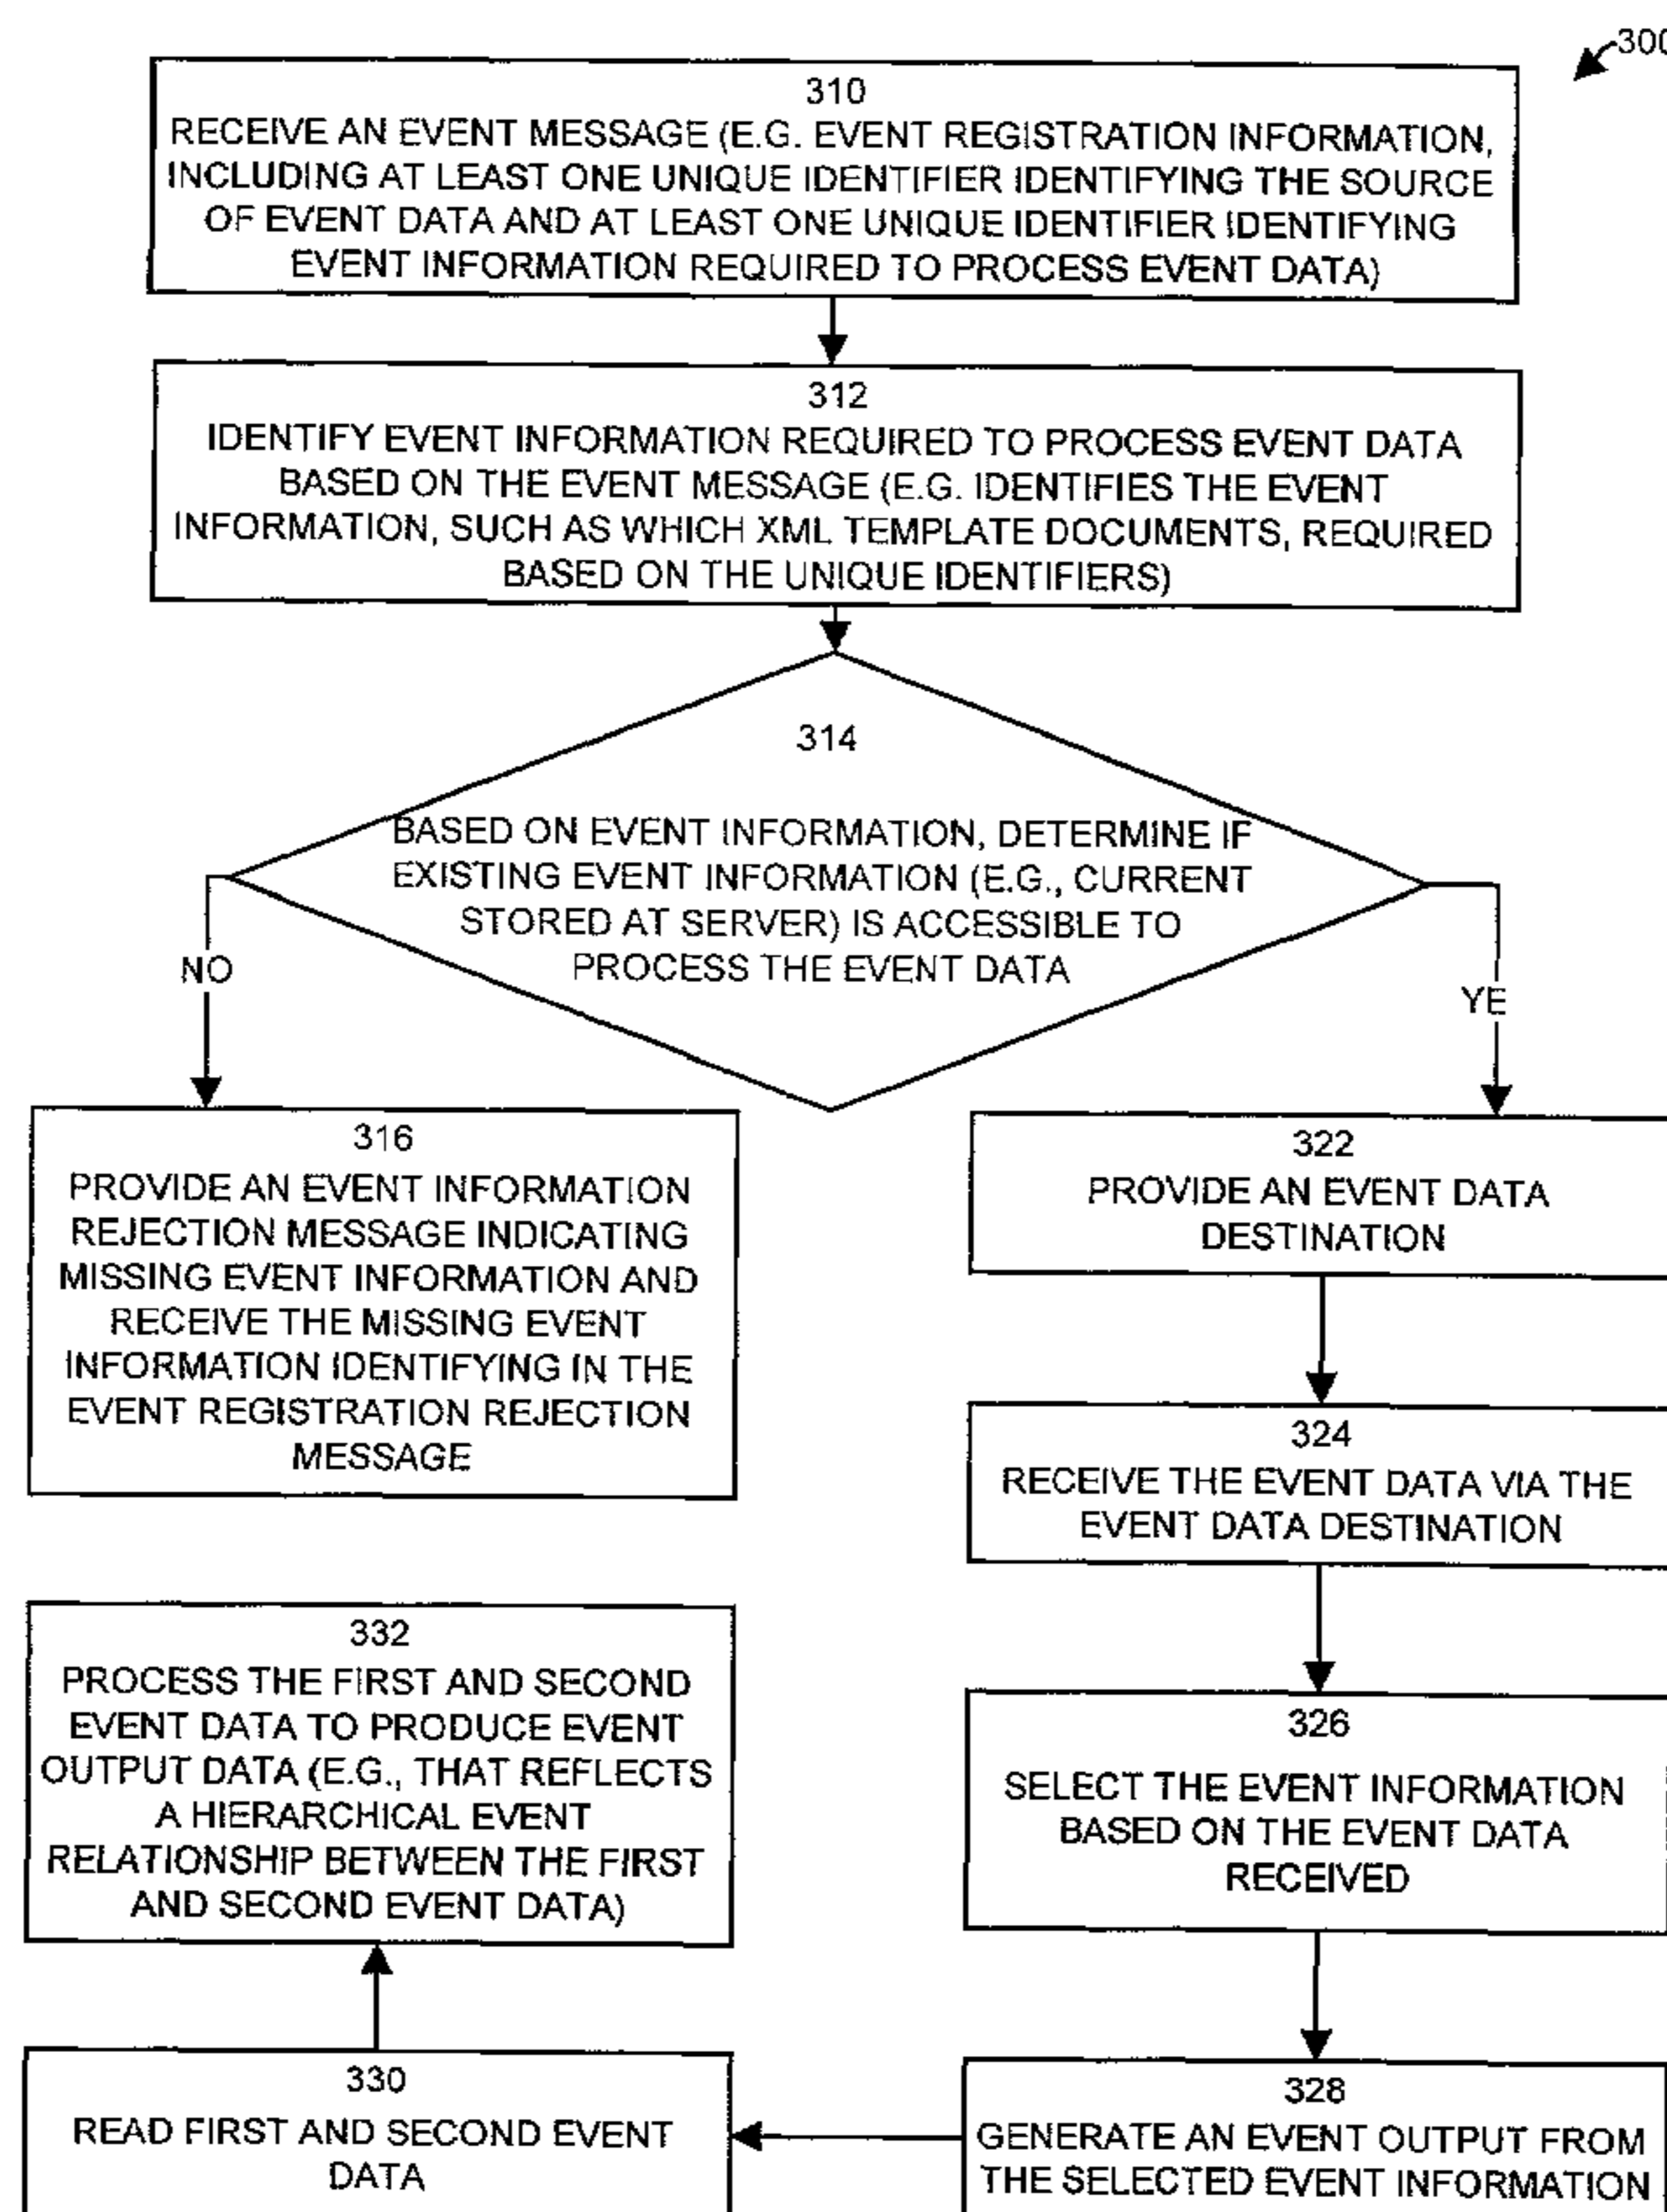 300
310
RECEIVE AN EVENT MESSAGE (E.G. EVENT REGISTRATION INFORMATION,
INCLUDING AT LEAST ONE UNIQUE IDENTIFIER IDENTIFYING THE SOURCE
OF EVENT DATA AND AT LEAST ONE UNIQUE IDENTIFIER IDENTIFYING
EVENT INFORMATION REQUIRED TO PROCESS EVENT DATA)
312
IDENTIFY EVENT INFORMATION REQUIRED TO PROCESS EVENT DATA
BASED ON THE EVENT MESSAGE (E.G. IDENTIFIES THE EVENT
INFORMATION, SUCH AS WHICH XML TEMPLATE DOCUMENTS, REQUIRED
BASED ON THE UNIQUE IDENTIFIERS)
314
BASED ON EVENT INFORMATION, DETERMINE IF
EXISTING EVENT INFORMATION (E.G., CURRENT
STORED AT SERVER) IS ACCESSIBLE TO
PROCESS THE EVENT DATA
NO
YE
316
PROVIDE AN EVENT INFORMATION
REJECTION MESSAGE INDICATING
MISSING EVENT INFORMATION AND
RECEIVE THE MISSING EVENT
INFORMATION IDENTIFYING IN THE
EVENT REGISTRATION REJECTION
MESSAGE
322
PROVIDE AN EVENT DATA
DESTINATION
324
RECEIVE THE EVENT DATA VIA THE
EVENT DATA DESTINATION
326
SELECT THE EVENT INFORMATION
BASED ON THE EVENT DATA
RECEIVED
328
GENERATE AN EVENT OUTPUT FROM
THE SELECTED EVENT INFORMATION
330
READ FIRST AND SECOND EVENT
DATA
332
PROCESS THE FIRST AND SECOND
EVENT DATA TO PRODUCE EVENT
OUTPUT DATA (E.G., THAT REFLECTS
A HIERARCHICAL EVENT
RELATIONSHIP BETWEEN THE FIRST
AND SECOND EVENT DATA)